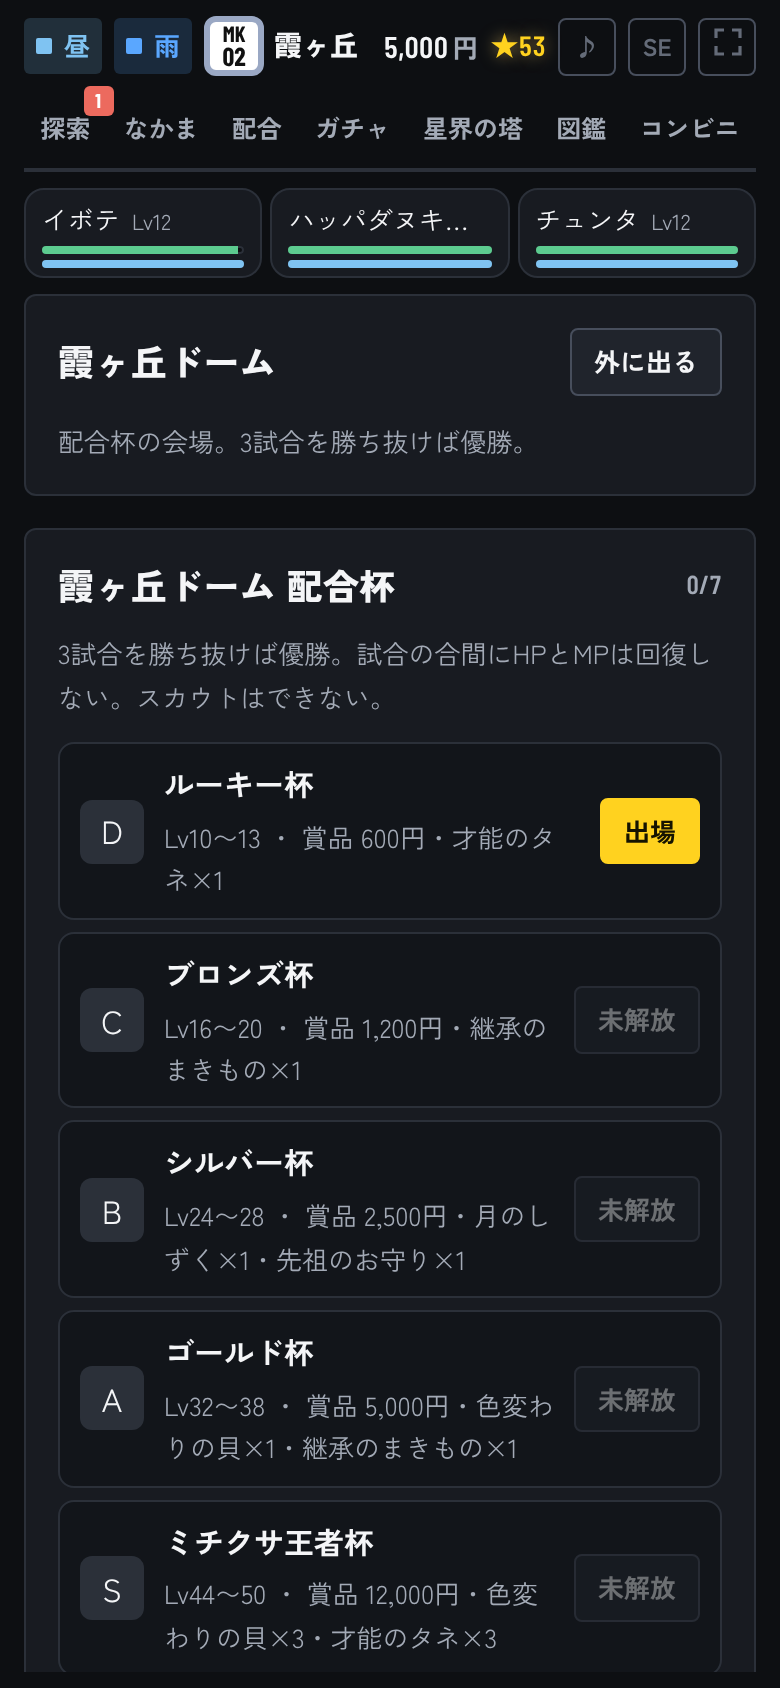 昼 雨 MK 02 霞ヶ丘 5,000円 ★53 ♪ SE
1
探索 なかま 配合 ガチャ 星界の塔 図鑑 コンビニ
イボテ Lv12 ハッパダヌキ… チュンタ Lv12
霞ヶ丘ドーム 外に出る
配合杯の会場。3試合を勝ち抜けば優勝。
霞ヶ丘ドーム 配合杯 0/7
3試合を勝ち抜けば優勝。試合の合間にHPとMPは回復し
ない。スカウトはできない。
ルーキー杯
D Lv10〜13 ・ 賞品 600円・才能のタ 出場
ネ×1
ブロンズ杯
C Lv16〜20 ・ 賞品 1,200円・継承の 未解放
まきもの×1
シルバー杯
B Lv24〜28 ・ 賞品 2,500円・月のし 未解放
ずく×1・先祖のお守り×1
ゴールド杯
A Lv32〜38 ・ 賞品 5,000円・色変わ 未解放
りの貝×1・継承のまきもの×1
ミチクサ王者杯
S Lv44〜50 ・ 賞品 12,000円・色変 未解放
わりの貝×3・才能のタネ×3